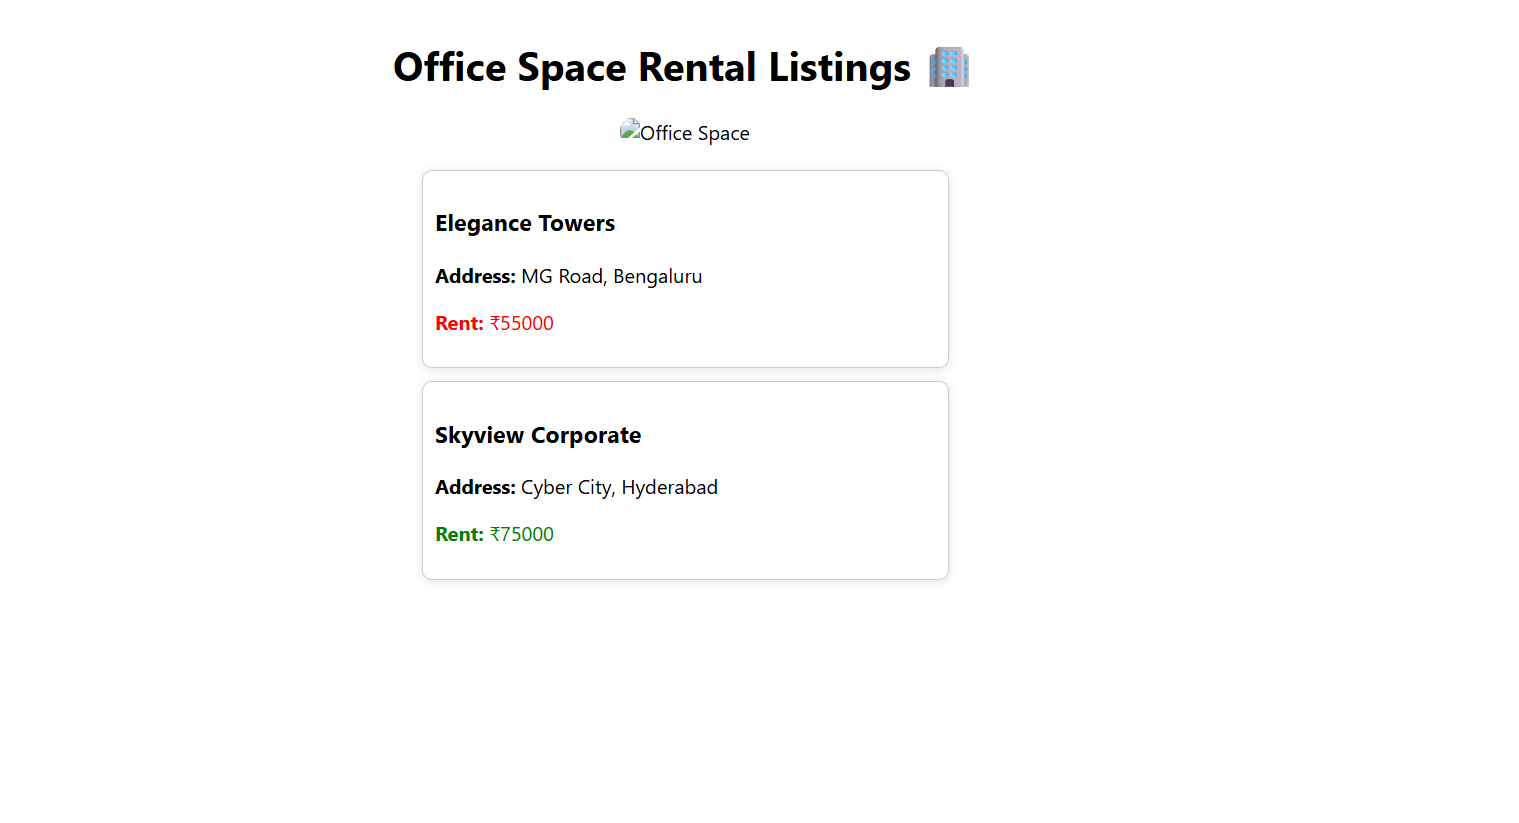 Office Space Rental Listings 🏢
Office Space
Elegance Towers
Address: MG Road, Bengaluru
Rent: ₹55000
Skyview Corporate
Address: Cyber City, Hyderabad
Rent: ₹75000